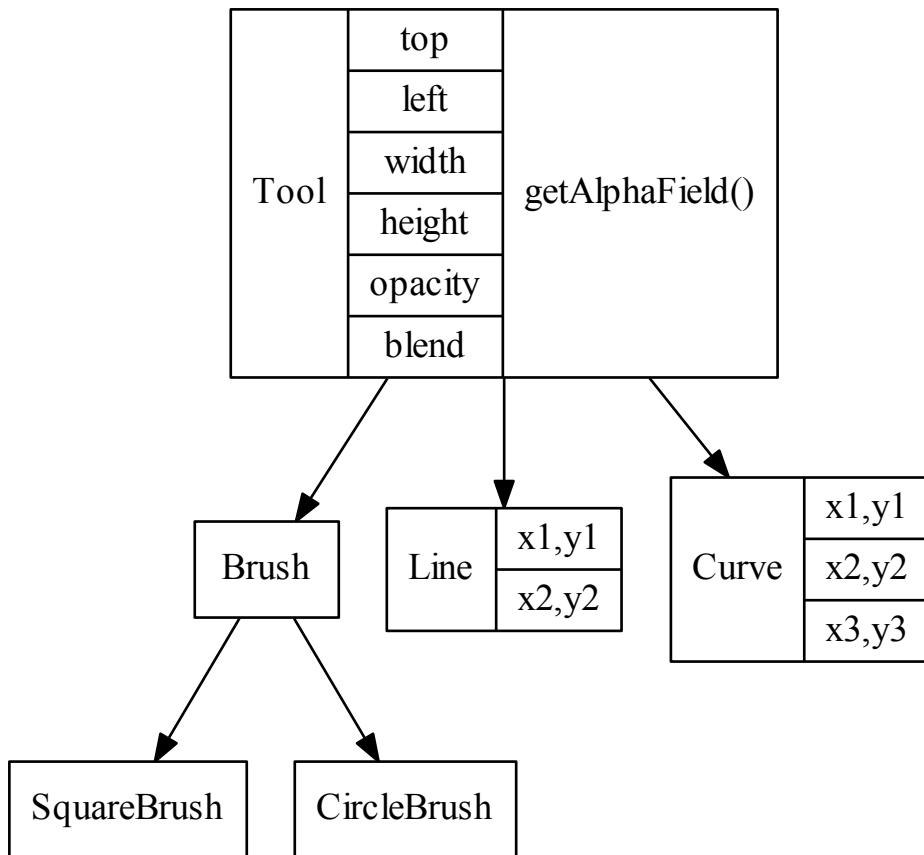 Tool
top
left
width
height
opacity
blend
getAlphaField()
Brush
Line
x1,y1
x2,y2
Curve
x1,y1
x2,y2
x3,y3
SquareBrush
CircleBrush